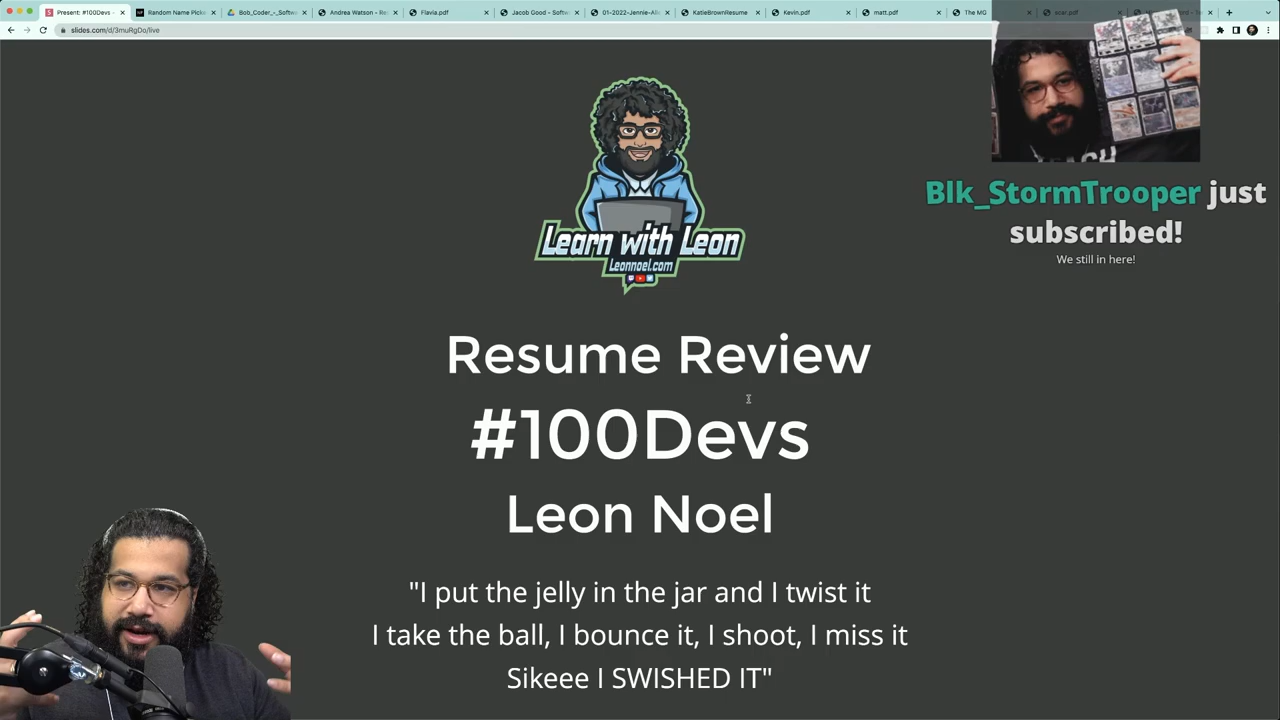 Present: #100Devs -
Random Name Picke
Bob_Coder_-_Softw
Andrea Watson - Re
Flavia.pdf
Jacob Good - Softw
01-2022-Jennie-All
KatieBrownResume
Kevin.pdf
matt.pdf
The MG
slides.com/d/3muRgDo/live
Learn with Leon
Leonnoel.com
Blk_StormTrooper just
subscribed!
We still in here!
Resume Review
#100Devs
Leon Noel
"I put the jelly in the jar and I twist it
I take the ball, I bounce it, I shoot, I miss it
Sikeee I SWISHED IT"